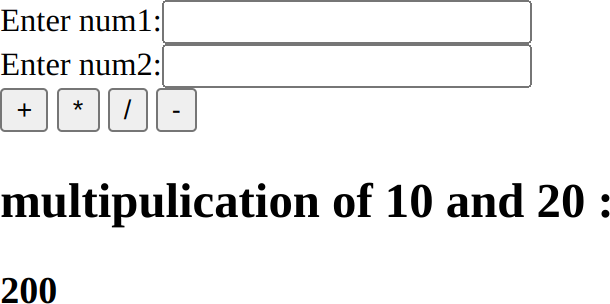 Enter num1:
Enter num2:
+ * / -
multipulication of 10 and 20 :
200